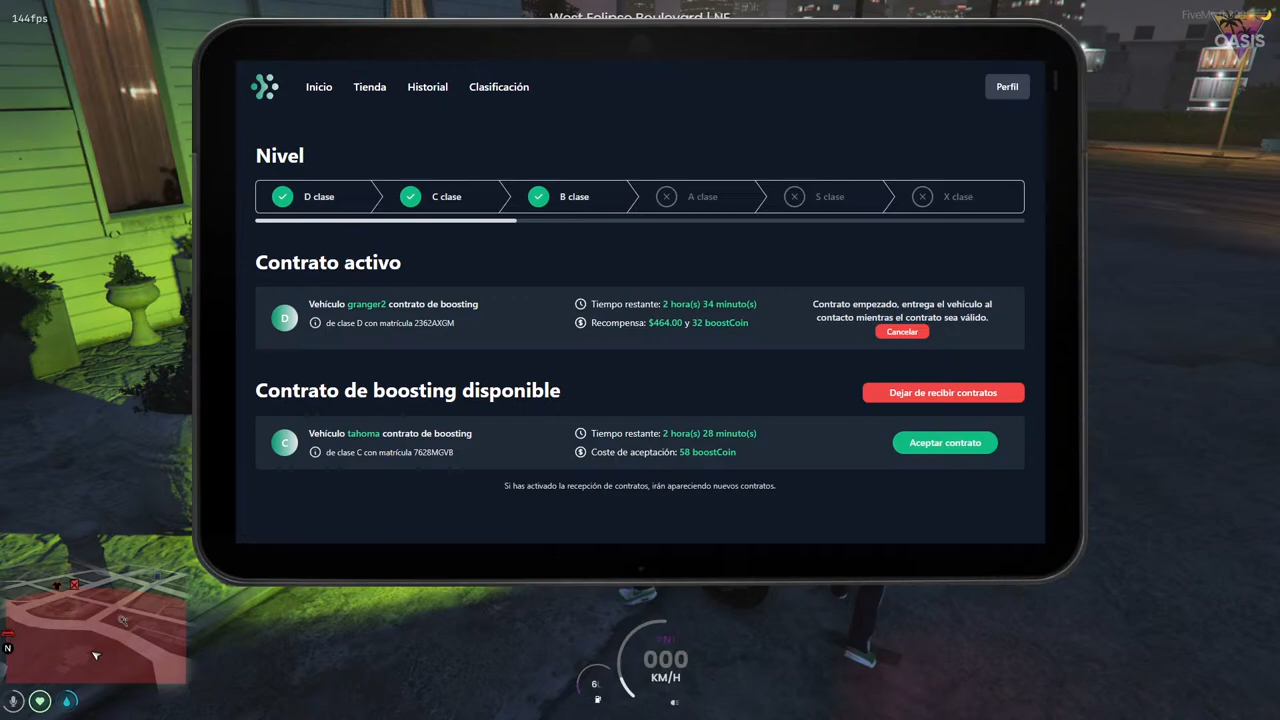 144fps
West Eclipse Boulevard | NE
OASIS
Inicio
Tienda
Historial
Clasificación
Perfil
Nivel
D clase
C clase
B clase
A clase
S clase
X clase
Contrato activo
D
Vehículo granger2 contrato de boosting
de clase D con matrícula 2362AXGM
Tiempo restante: 2 hora(s) 34 minuto(s)
Recompensa: $464.00 y 32 boostCoin
Contrato empezado, entrega el vehículo al
contacto mientras el contrato sea válido.
Cancelar
Contrato de boosting disponible
Dejar de recibir contratos
C
Vehículo tahoma contrato de boosting
de clase C con matrícula 7628MGVB
Tiempo restante: 2 hora(s) 28 minuto(s)
Coste de aceptación: 58 boostCoin
Aceptar contrato
Si has activado la recepción de contratos, irán apareciendo nuevos contratos.
N
000
KM/H